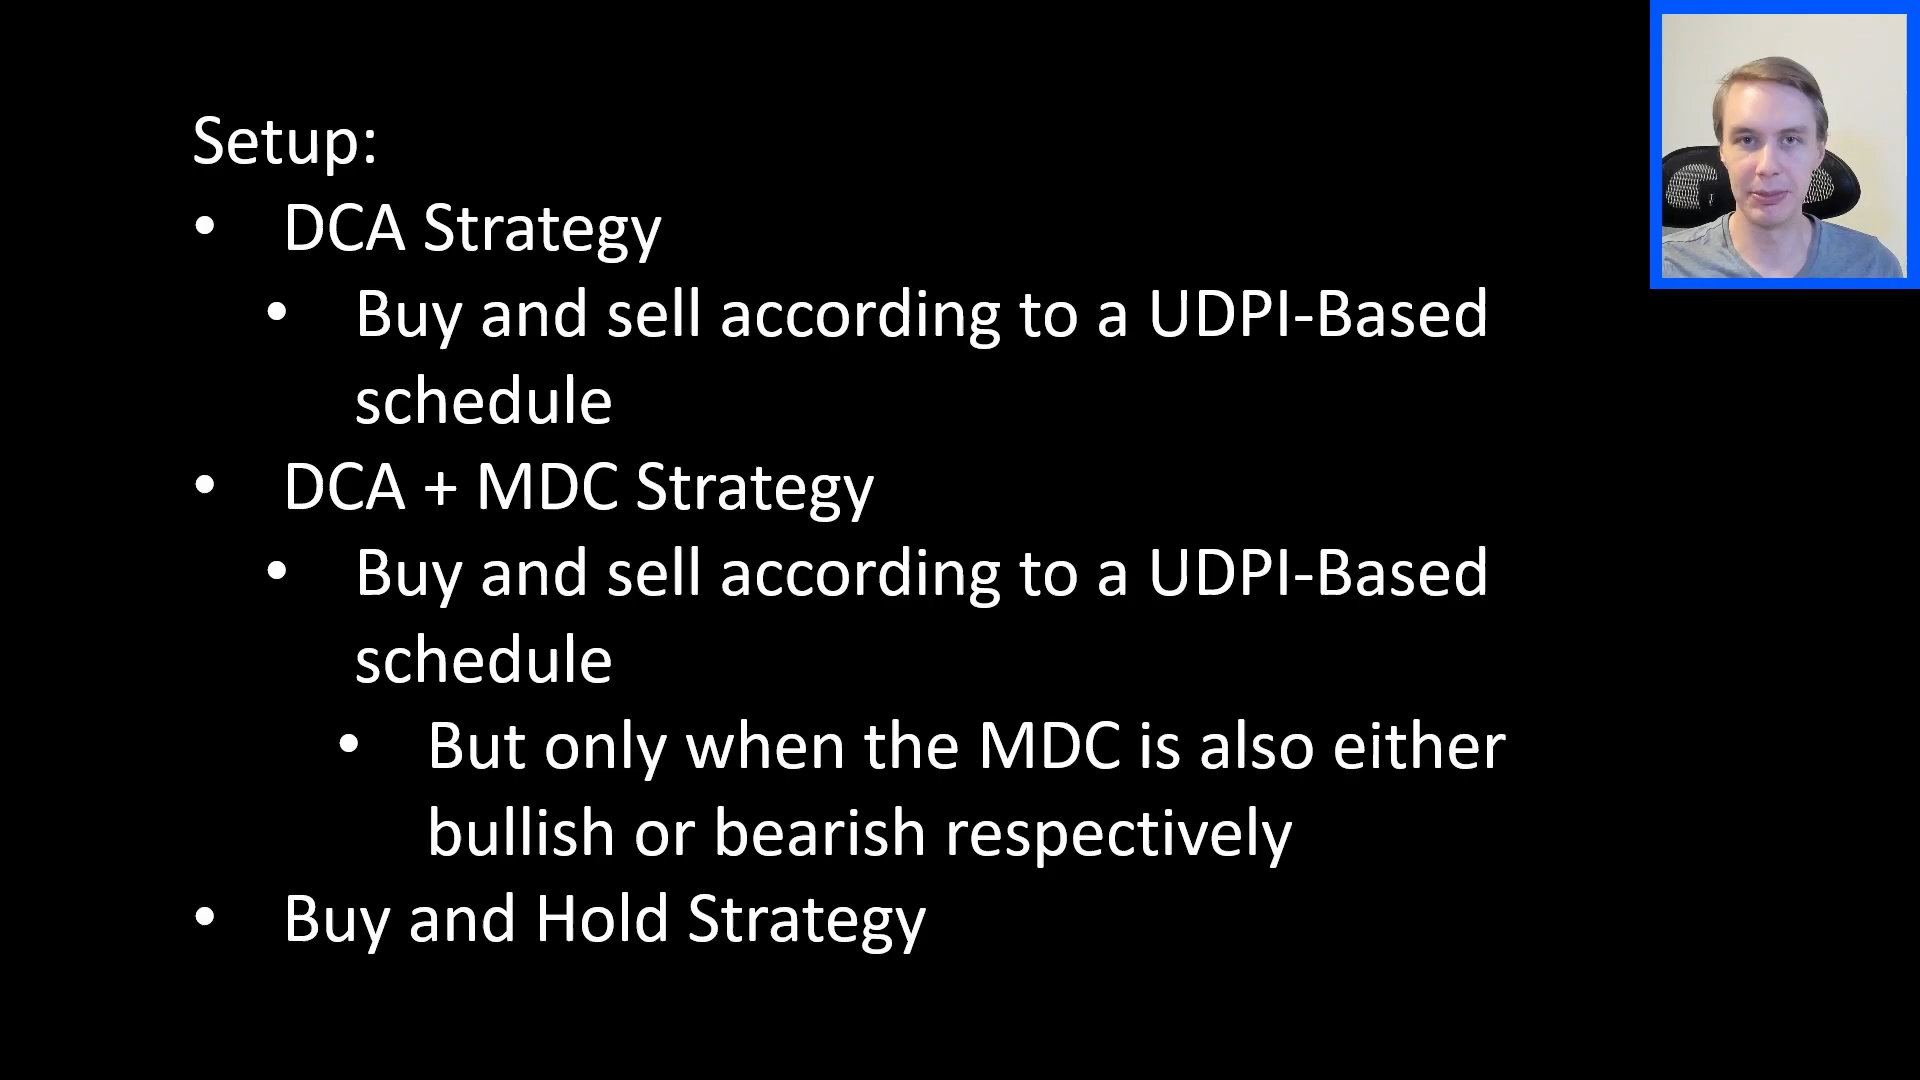 Setup:
• DCA Strategy
• Buy and sell according to a UDPI-Based
schedule
• DCA + MDC Strategy
• Buy and sell according to a UDPI-Based
schedule
• But only when the MDC is also either
bullish or bearish respectively
• Buy and Hold Strategy